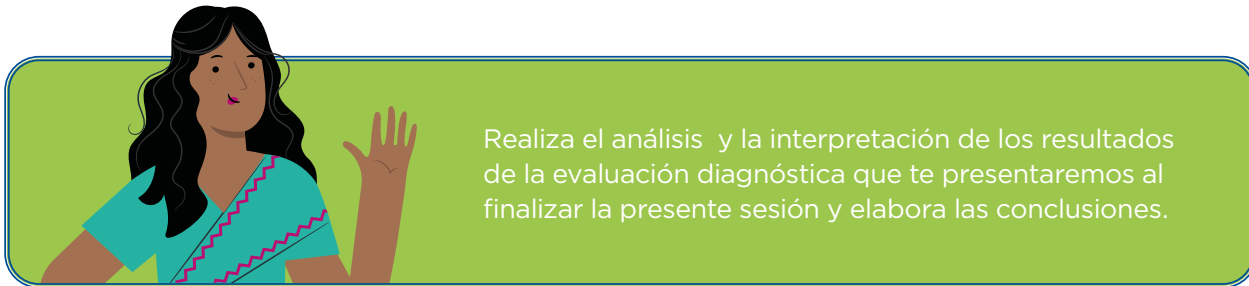 Realiza el análisis  y la interpretación de los resultados
de la evaluación diagnóstica que te presentaremos al
finalizar la presente sesión y elabora las conclusiones.